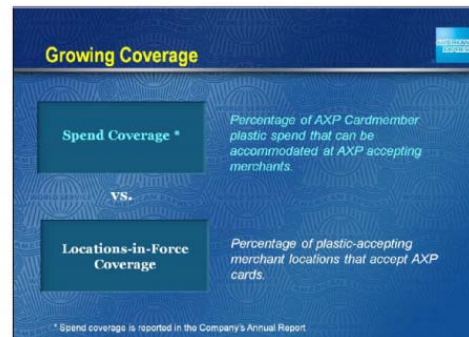 Growing Coverage
AMERICAN
EXPRESS
Spend Coverage *
Percentage of AXP Cardmember
plastic spend that can be
accommodated at AXP accepting
merchants.
vs.
Locations-in-Force
Coverage
Percentage of plastic-accepting
merchant locations that accept AXP
cards.
* Spend coverage is reported in the Company's Annual Report